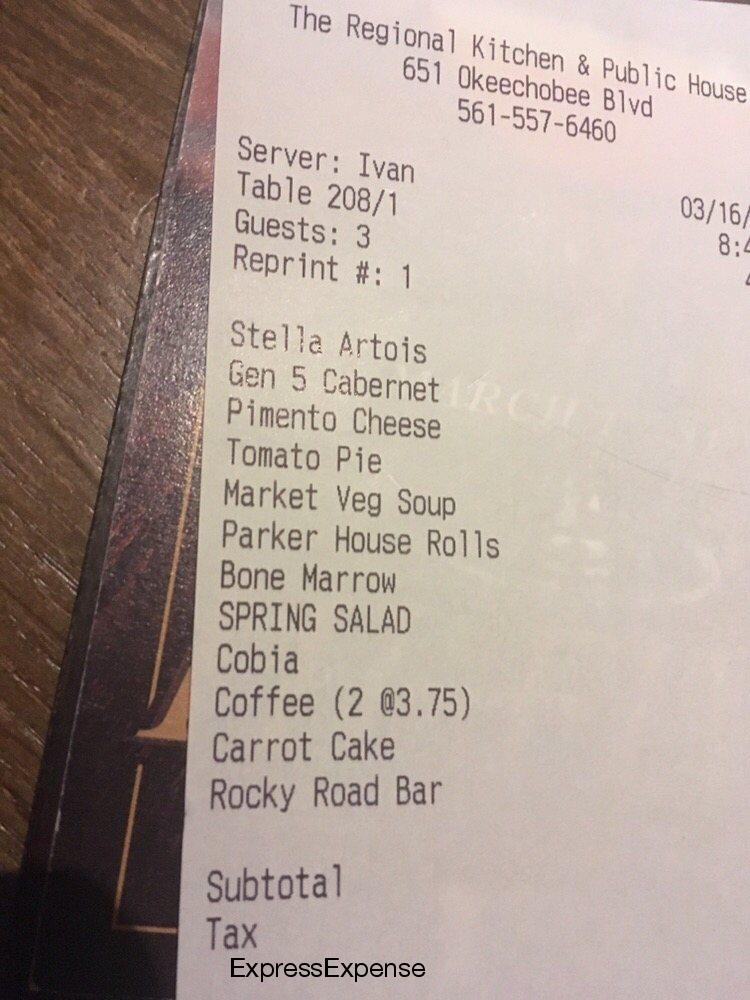 The Regional Kitchen & Public House
651 Okeechobee Blvd
561-557-6460
Server: Ivan
Table 208/1
03/16/
Guests: 3
8:4
Reprint #: 1
Stella Artois
Gen 5 Cabernet
MARCH
Pimento Cheese
Tomato Pie
Market Veg Soup
Parker House Rolls
Bone Marrow
SPRING SALAD
Cobia
Coffee (2 @3.75)
Carrot Cake
Rocky Road Bar
Subtotal
Tax
ExpressExpense